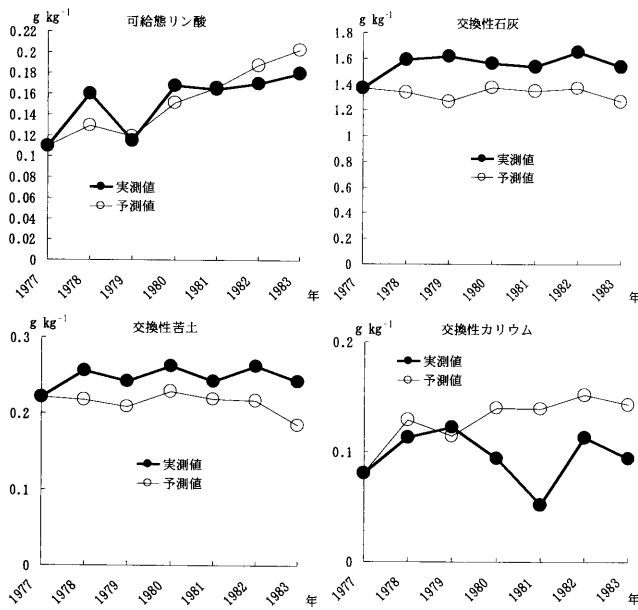 g kg⁻¹
可給態リン酸
0.22
0.2
0.18
0.16
0.14
0.12
0.1
0.08
0.06
0.04
0.02
0
実測値
予測値
1977
1978
1979
1980
1981
1982
1983
年
g kg⁻¹
交換性石灰
1.8
1.6
1.4
1.2
1
0.8
0.6
0.4
0.2
0
実測値
予測値
1977
1978
1979
1980
1981
1982
1983
年
g kg⁻¹
交換性苦土
0.3
0.2
0.1
0
実測値
予測値
1977
1978
1979
1980
1981
1982
1983
年
g kg⁻¹
交換性カリウム
0.2
0.1
0
実測値
予測値
1977
1978
1979
1980
1981
1982
1983
年